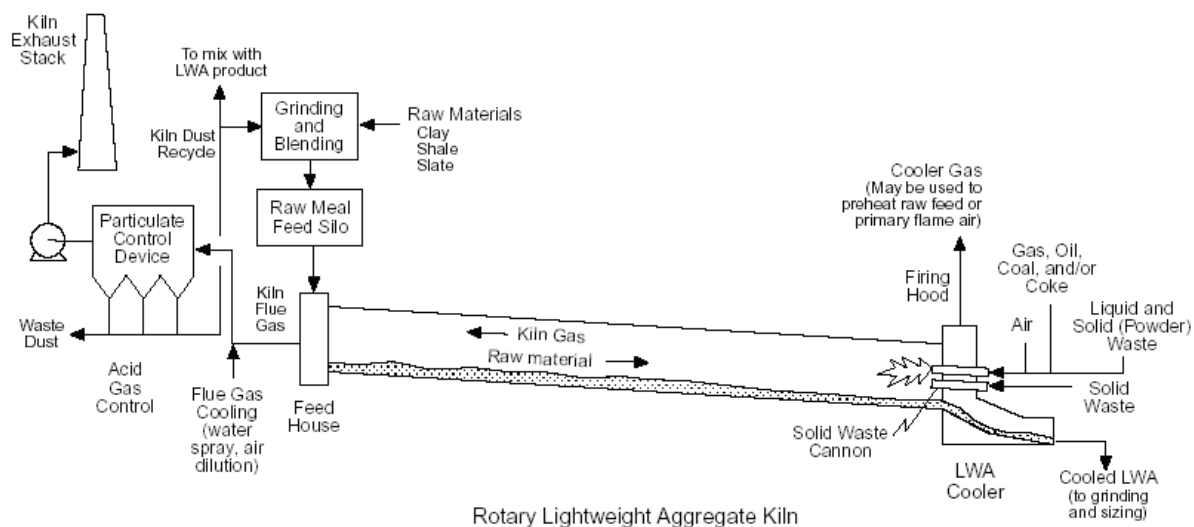 Kiln
Exhaust
Stack
To mix with
LWA product
Kiln Dust
Recycle
Grinding
and
Blending
Raw Materials
Clay
Shale
Slate
Raw Meal
Feed Silo
Particulate
Control
Device
Waste
Dust
Acid
Gas
Control
Flue Gas
Cooling
(water
spray, air
dilution)
Kiln
Flue
Gas
Feed
House
Kiln Gas
Raw material
Cooler Gas
(May be used to
preheat raw feed or
primary flame air)
Firing
Hood
Gas, Oil,
Coal, and/or
Coke
Air
Liquid and
Solid (Powder)
Waste
Solid
Waste
Solid Waste
Cannon
LWA
Cooler
Cooled LWA
(to grinding
and sizing)
Rotary Lightweight Aggregate Kiln